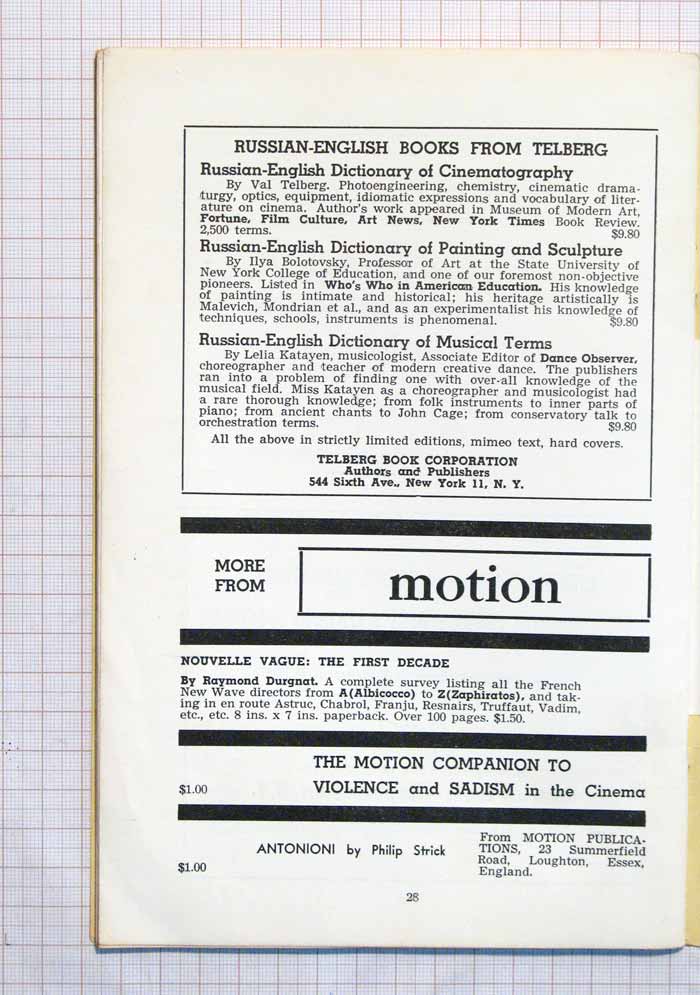 RUSSIAN-ENGLISH BOOKS FROM TELBERG
Russian-English Dictionary of Cinematography
By Val Telberg. Photoengineering, chemistry, cinematic drama-
turgy, optics, equipment, idiomatic expressions and vocabulary of liter-
ature on cinema. Author's work appeared in Museum of Modern Art,
Fortune, Film Culture, Art News, New York Times Book Review.
2,500 terms. $9.80
Russian-English Dictionary of Painting and Sculpture
By Ilya Bolotovsky, Professor of Art at the State University of
New York College of Education, and one of our foremost non-objective
pioneers. Listed in Who's Who in American Education. His knowledge
of painting is intimate and historical; his heritage artistically is
Malevich, Mondrian et al., and as an experimentalist his knowledge of
techniques, schools, instruments is phenomenal. $9.80
Russian-English Dictionary of Musical Terms
By Lelia Katayen, musicologist, Associate Editor of Dance Observer,
choreographer and teacher of modern creative dance. The publishers
ran into a problem of finding one with over-all knowledge of the
musical field. Miss Katayen as a choreographer and musicologist had
a rare thorough knowledge; from folk instruments to inner parts of
piano; from ancient chants to John Cage; from conservatory talk to
orchestration terms. $9.80
All the above in strictly limited editions, mimeo text, hard covers.
TELBERG BOOK CORPORATION
Authors and Publishers
544 Sixth Ave., New York 11, N. Y.
MORE
FROM
motion
NOUVELLE VAGUE: THE FIRST DECADE
By Raymond Durgnat. A complete survey listing all the French
New Wave directors from A(Albicocco) to Z(Zaphiratos), and tak-
ing in en route Astruc, Chabrol, Franju, Resnairs, Truffaut, Vadim,
etc., etc. 8 ins. x 7 ins. paperback. Over 100 pages. $1.50.
THE MOTION COMPANION TO
$1.00 VIOLENCE and SADISM in the Cinema
ANTONIONI by Philip Strick
$1.00
From MOTION PUBLICA-
TIONS, 23 Summerfield
Road, Loughton, Essex,
England.
28